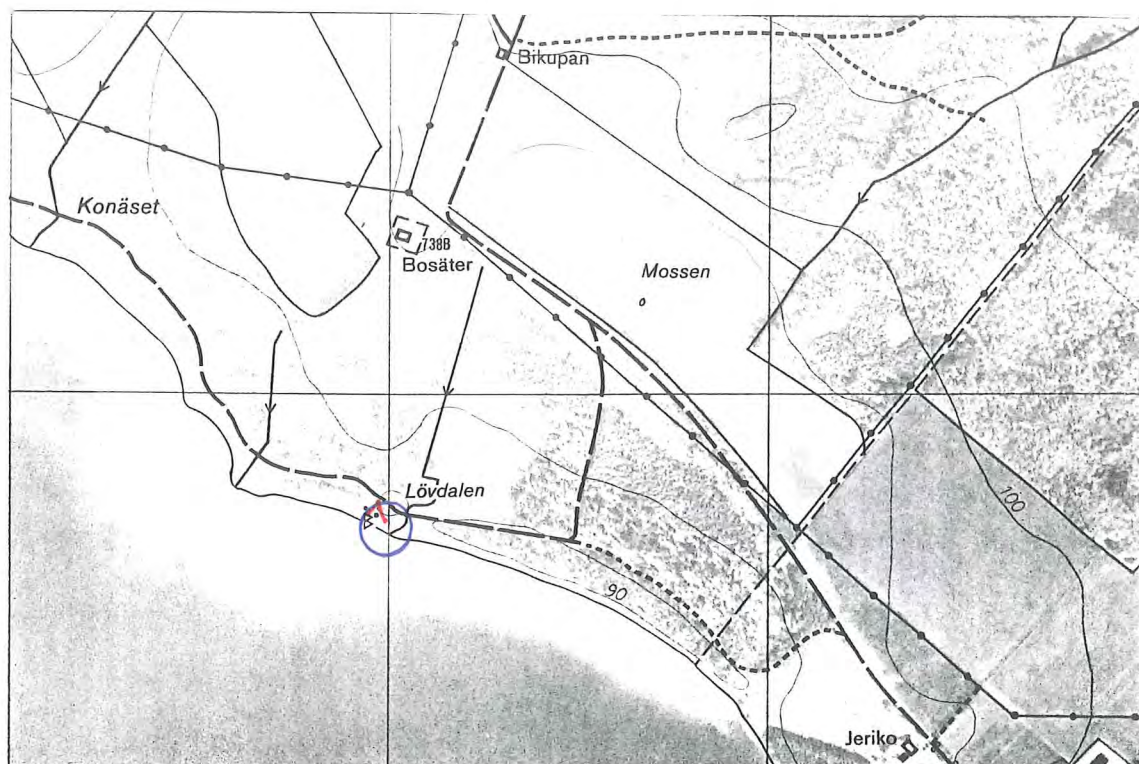 Bikupan
Konäset
738B
Bosäter
Mossen
Lövdalen
100
90
Jeriko